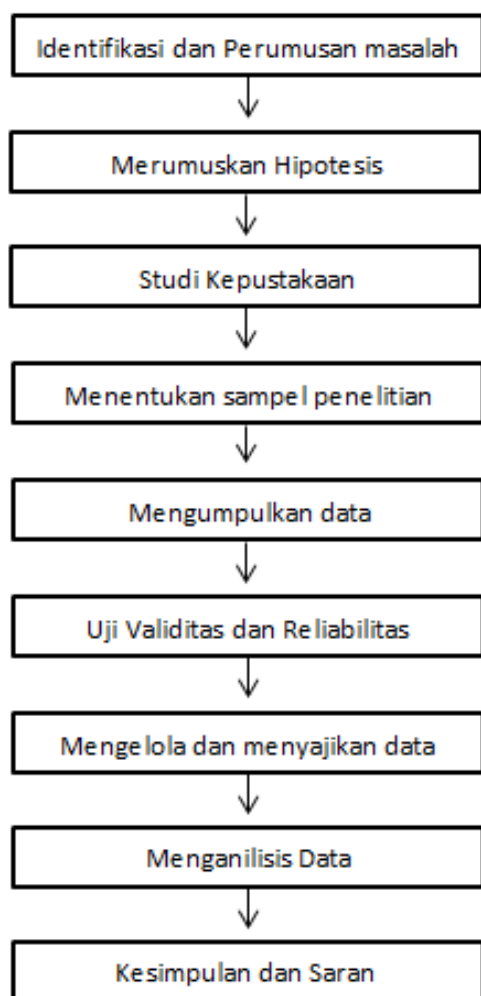 Identifikasi dan Perumusan masalah
Merumuskan Hipotesis
Studi Kepustakaan
Menentukan sampel penelitian
Mengumpulkan data
Uji Validitas dan Reliabilitas
Mengelola dan menyajikan data
Menganilisis Data
Kesimpulan dan Saran